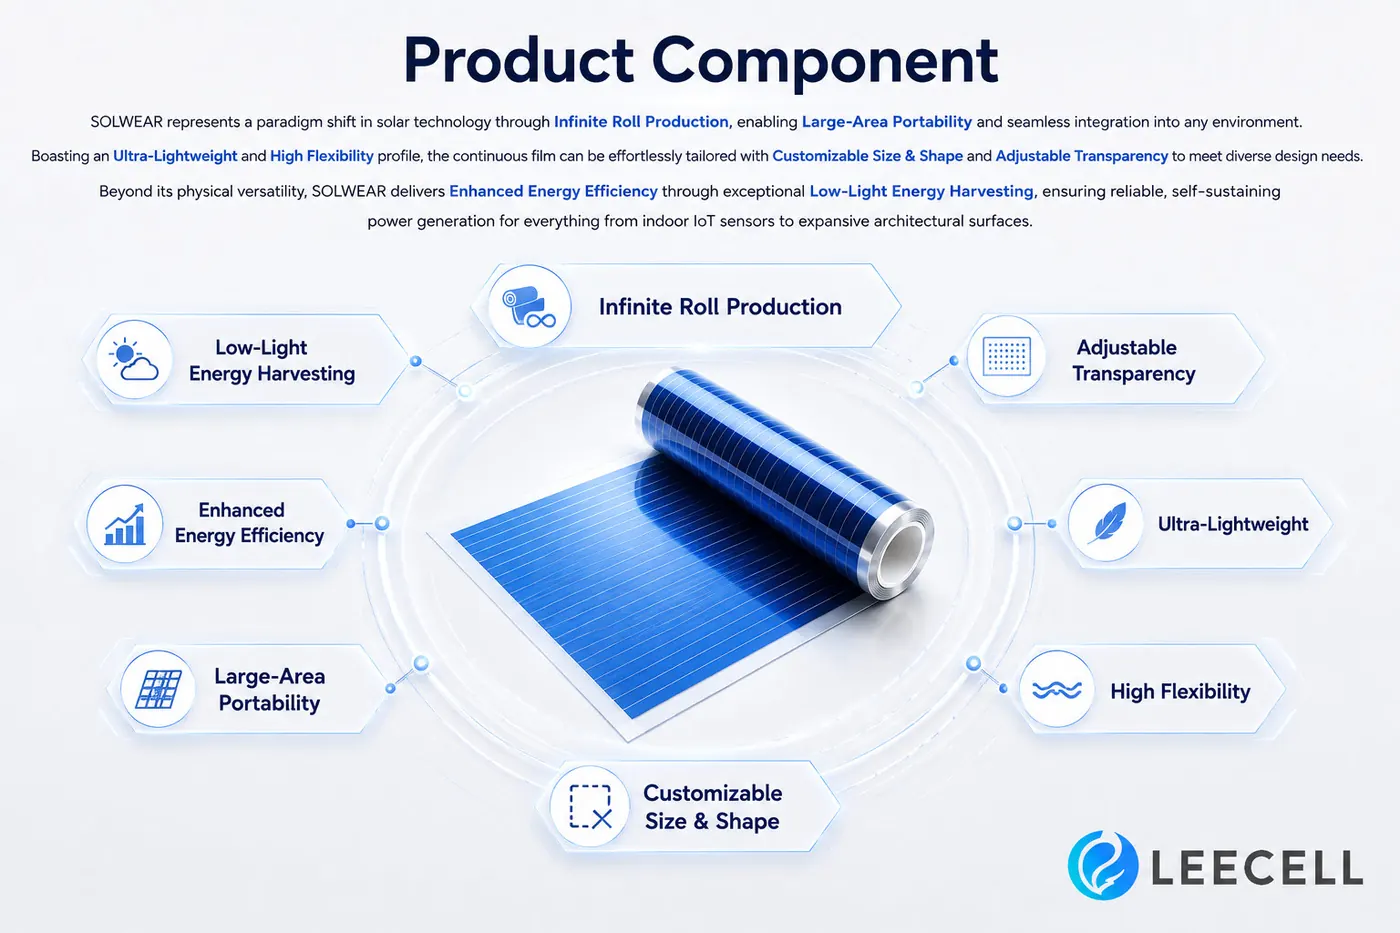 Product Component
SOLWEAR represents a paradigm shift in solar technology through Infinite Roll Production, enabling Large-Area Portability and seamless integration into any environment.
Boasting an Ultra-Lightweight and High Flexibility profile, the continuous film can be effortlessly tailored with Customizable Size & Shape and Adjustable Transparency to meet diverse design needs.
Beyond its physical versatility, SOLWEAR delivers Enhanced Energy Efficiency through exceptional Low-Light Energy Harvesting, ensuring reliable, self-sustaining
power generation for everything from indoor IoT sensors to expansive architectural surfaces.
Infinite Roll Production
Low-Light
Energy Harvesting
Adjustable
Transparency
Enhanced
Energy Efficiency
Ultra-Lightweight
Large-Area
Portability
High Flexibility
Customizable
Size & Shape
LEECELL